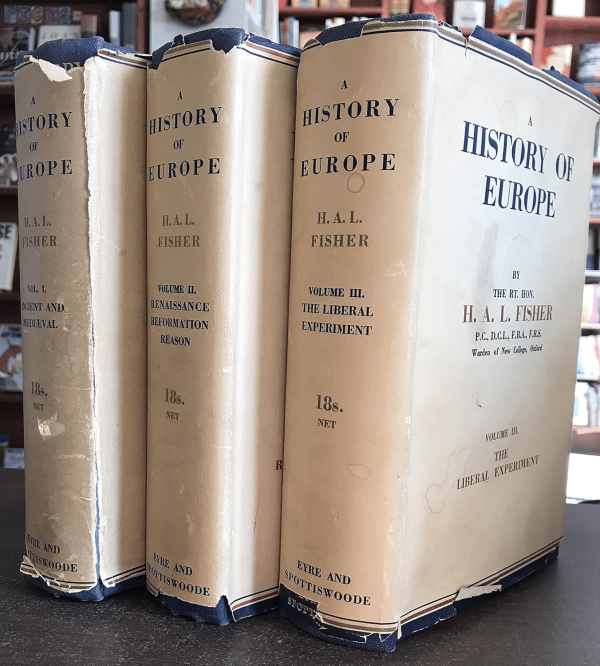 A
HISTORY
OF
EUROPE
H. A. L.
FISHER
VOL. I.
ANCIENT AND
MEDIÆVAL
18s.
NET
EYRE AND
SPOTTISWOODE
A
HISTORY
OF
EUROPE
H. A. L.
FISHER
VOLUME II.
RENAISSANCE
REFORMATION
REASON
18s.
NET
EYRE AND
SPOTTISWOODE
R
A
HISTORY
OF
EUROPE
H. A. L.
FISHER
VOLUME III.
THE LIBERAL
EXPERIMENT
18s.
NET
EYRE AND
SPOTTISWOODE
SPOTT
A
HISTORY OF
EUROPE
BY
THE RT. HON.
H. A. L. FISHER
P.C., D.C.L., F.B.A., F.R.S.
Warden of New College, Oxford
VOLUME III.
THE
LIBERAL EXPERIMENT